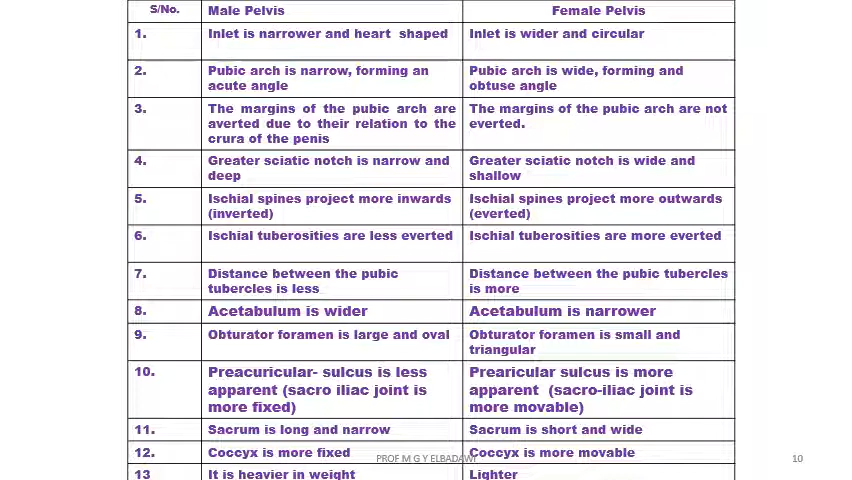 S/No. Male Pelvis Female Pelvis
1. Inlet is narrower and heart shaped Inlet is wider and circular
2. Pubic arch is narrow, forming an Pubic arch is wide, forming and
acute angle obtuse angle
3. The margins of the pubic arch are The margins of the pubic arch are not
averted due to their relation to the everted.
crura of the penis
4. Greater sciatic notch is narrow and Greater sciatic notch is wide and
deep shallow
5. Ischial spines project more inwards Ischial spines project more outwards
(inverted) (everted)
6. Ischial tuberosities are less everted Ischial tuberosities are more everted
7. Distance between the pubic Distance between the pubic tubercles
tubercles is less is more
8. Acetabulum is wider Acetabulum is narrower
9. Obturator foramen is large and oval Obturator foramen is small and
triangular
10. Preacuricular- sulcus is less Prearicular sulcus is more
apparent (sacro iliac joint is apparent (sacro-iliac joint is
more fixed) more movable)
11. Sacrum is long and narrow Sacrum is short and wide
12. Coccyx is more fixed Coccyx is more movable
PROF M G Y ELBADAWI 10
13 It is heavier in weight Lighter